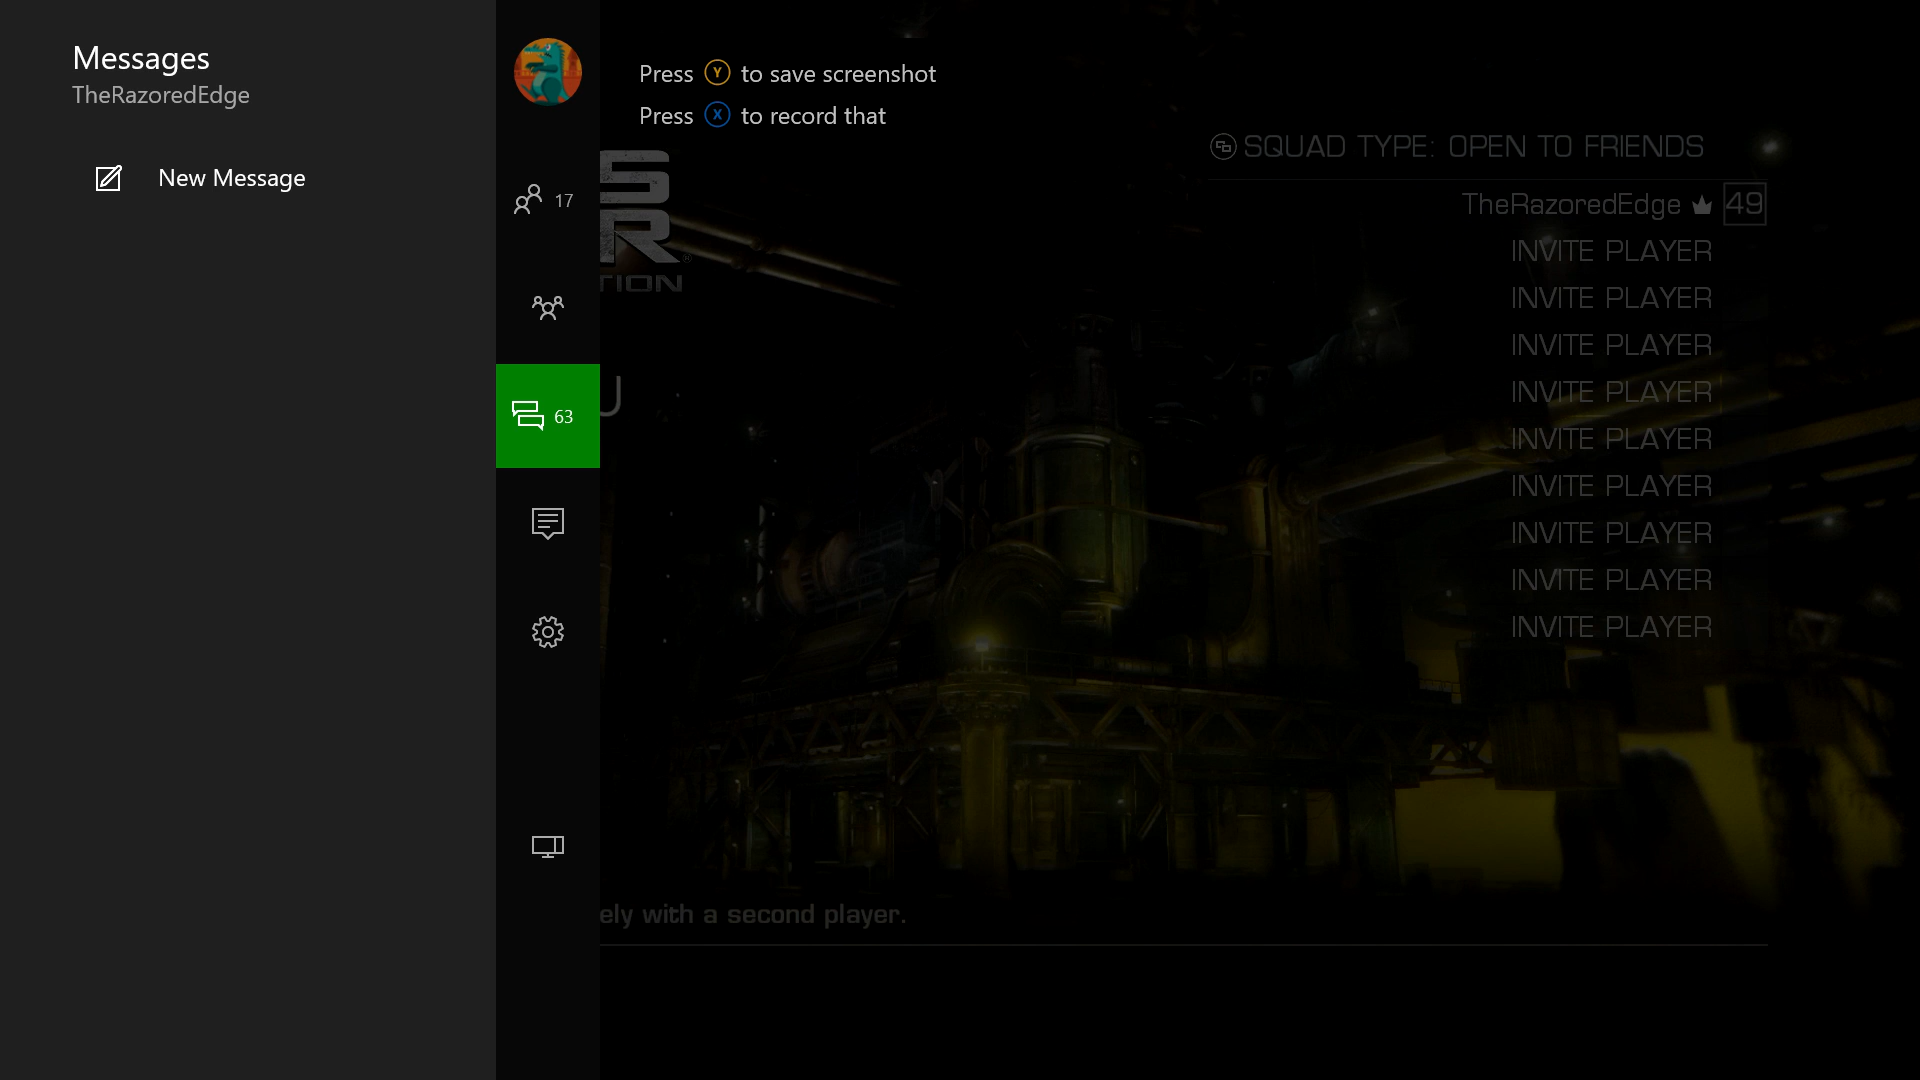 Messages
TheRazoredEdge
New Message
17
63
Press Y to save screenshot
Press X to record that
S
R
TION
SQUAD TYPE: OPEN TO FRIENDS
TheRazoredEdge 49
INVITE PLAYER
INVITE PLAYER
INVITE PLAYER
INVITE PLAYER
INVITE PLAYER
INVITE PLAYER
INVITE PLAYER
INVITE PLAYER
INVITE PLAYER
U
ely with a second player.